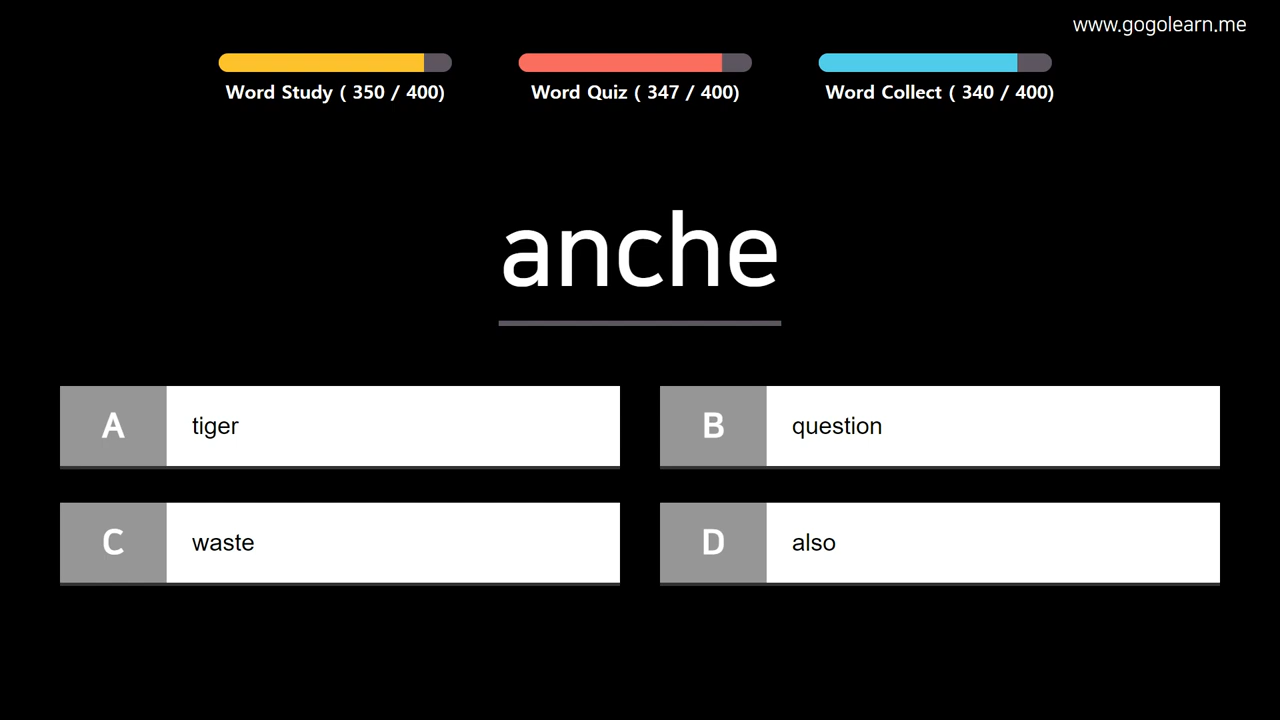 www.gogolearn.me
Word Study ( 350 / 400)
Word Quiz ( 347 / 400)
Word Collect ( 340 / 400)
anche
A tiger
B question
C waste
D also